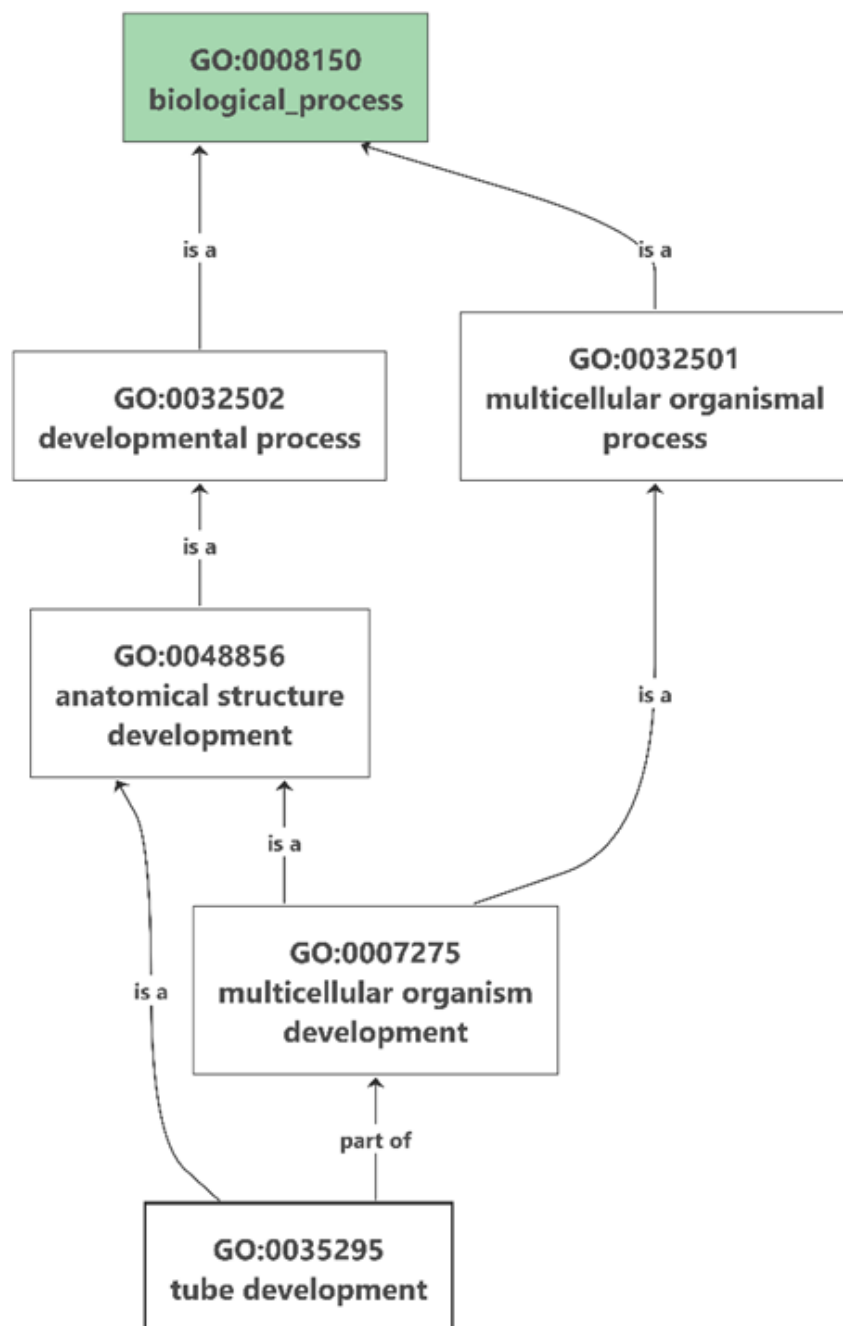 GO:0008150
biological_process
is a
is a
GO:0032502
developmental process
GO:0032501
multicellular organismal
process
is a
GO:0048856
anatomical structure
development
is a
is a
GO:0007275
multicellular organism
development
is a
part of
GO:0035295
tube development